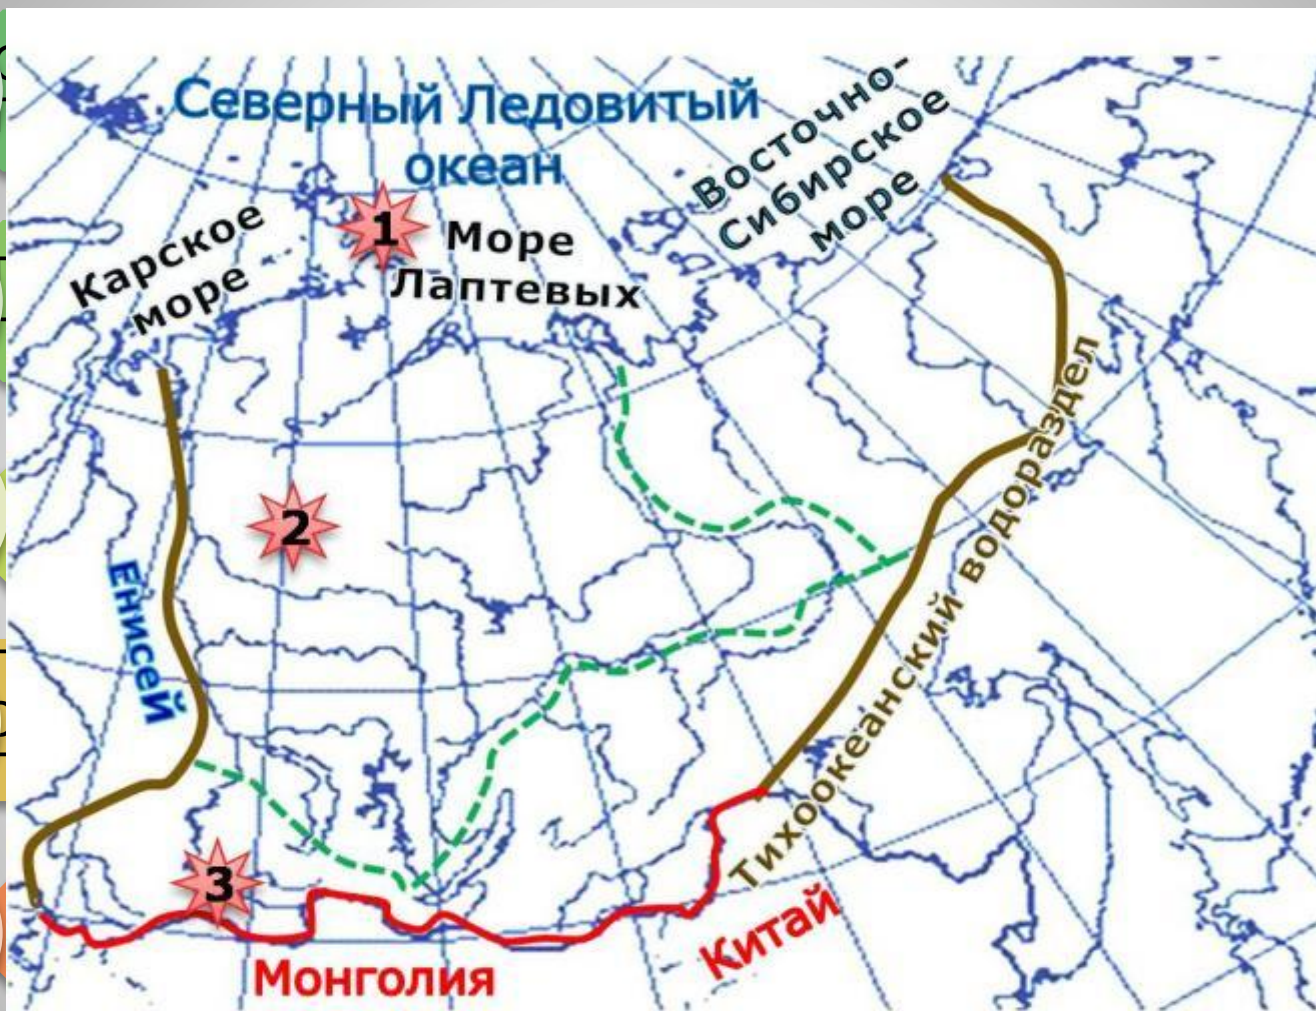 Северный Ледовитый
океан
Восточно-
Сибирское
море
Карское
море
1
Море
Лаптевых
2
Енисей
Тихоокеанский водораздел
3
Китай
Монголия